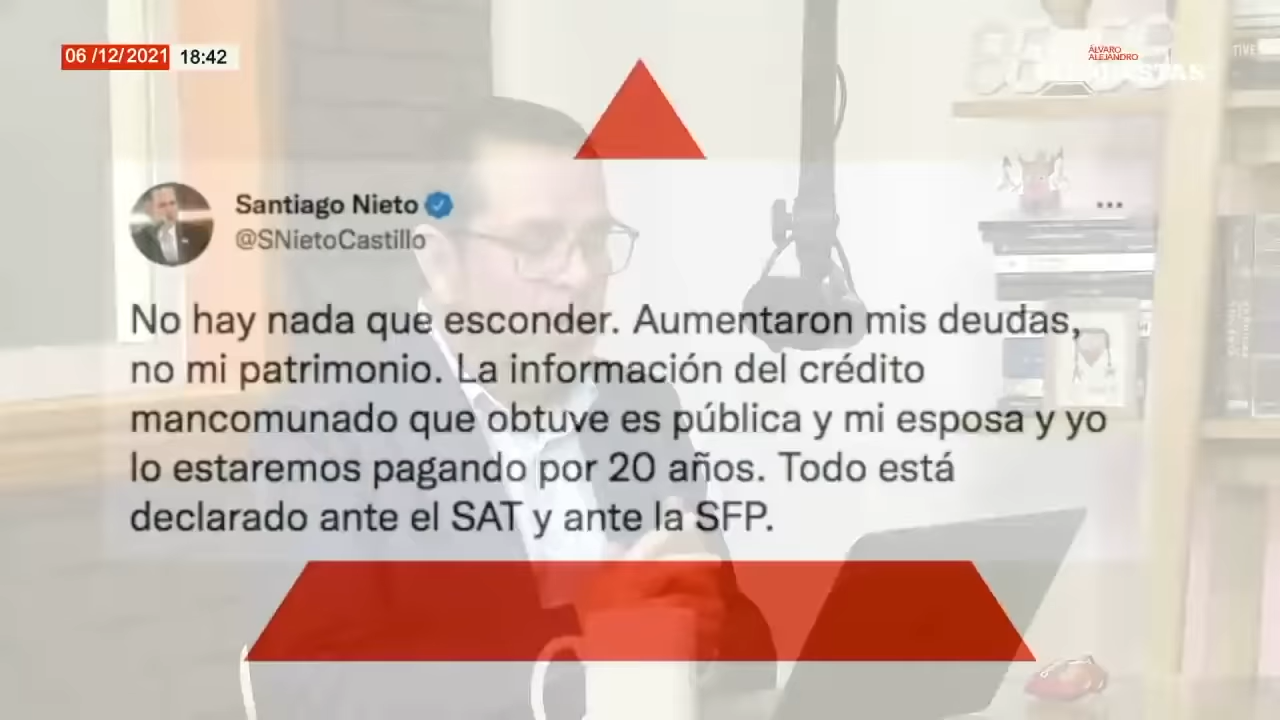 06 /12/2021 18:42
ÁLVARO
ALEJANDRO
Santiago Nieto
@SNietoCastillo
No hay nada que esconder. Aumentaron mis deudas,
no mi patrimonio. La información del crédito
mancomunado que obtuve es pública y mi esposa y yo
lo estaremos pagando por 20 años. Todo está
declarado ante el SAT y ante la SFP.